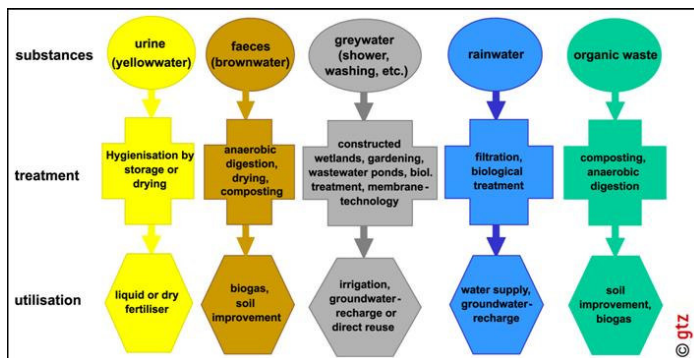 substances
urine
(yellowwater)
faeces
(brownwater)
greywater
(shower,
washing, etc.)
rainwater
organic waste
treatment
Hygienisation by
storage or
drying
anaerobic
digestion,
drying,
composting
constructed
wetlands, gardening,
wastewater ponds, biol.
treatment, membrane-
technology
filtration,
biological
treatment
composting,
anaerobic
digestion
utilisation
liquid or dry
fertiliser
biogas,
soil
improvement
irrigation,
groundwater-
recharge or
direct reuse
water supply,
groundwater-
recharge
soil
improvement,
biogas
© gtz